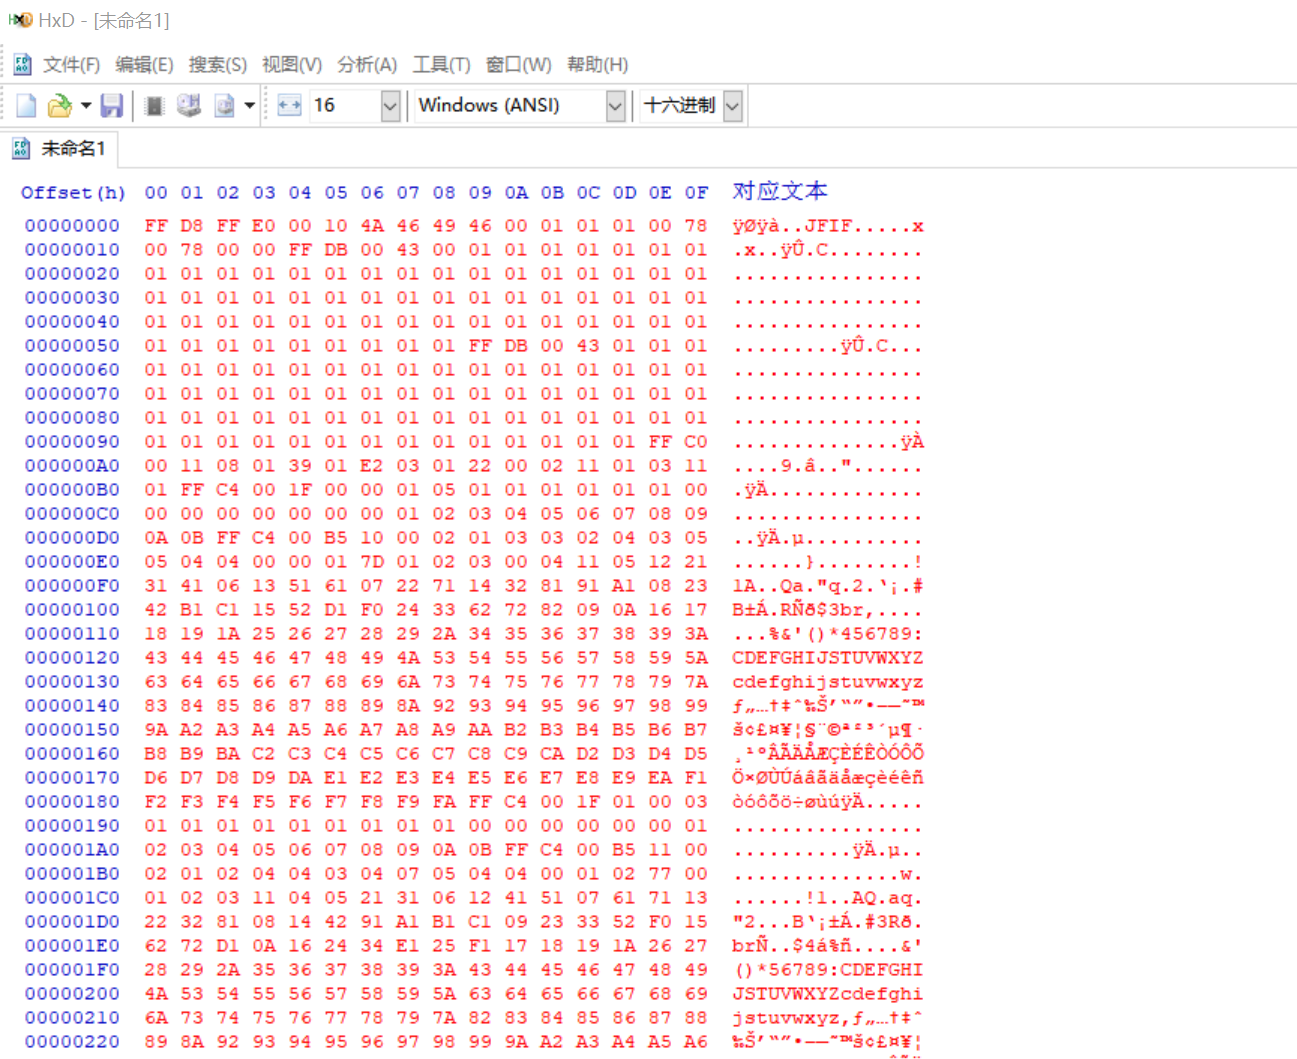 HxD - [未命名1]
文件(F) 编辑(E) 搜索(S) 视图(V) 分析(A) 工具(T) 窗口(W) 帮助(H)
16 Windows (ANSI) 十六进制
未命名1
Offset(h) 00 01 02 03 04 05 06 07 08 09 0A 0B 0C 0D 0E 0F 对应文本
00000000 FF D8 FF E0 00 10 4A 46 49 46 00 01 01 01 00 78 ÿØÿà..JFIF.....x
00000010 00 78 00 00 FF DB 00 43 00 01 01 01 01 01 01 01 .x..ÿÛ.C........
00000020 01 01 01 01 01 01 01 01 01 01 01 01 01 01 01 01 ................
00000030 01 01 01 01 01 01 01 01 01 01 01 01 01 01 01 01 ................
00000040 01 01 01 01 01 01 01 01 01 01 01 01 01 01 01 01 ................
00000050 01 01 01 01 01 01 01 01 01 FF DB 00 43 01 01 01 .........ÿÛ.C...
00000060 01 01 01 01 01 01 01 01 01 01 01 01 01 01 01 01 ................
00000070 01 01 01 01 01 01 01 01 01 01 01 01 01 01 01 01 ................
00000080 01 01 01 01 01 01 01 01 01 01 01 01 01 01 01 01 ................
00000090 01 01 01 01 01 01 01 01 01 01 01 01 01 01 FF C0 ..............ÿÀ
000000A0 00 11 08 01 39 01 E2 03 01 22 00 02 11 01 03 11 ....9.â.."......
000000B0 01 FF C4 00 1F 00 00 01 05 01 01 01 01 01 01 00 .ÿÄ.............
000000C0 00 00 00 00 00 00 00 01 02 03 04 05 06 07 08 09 ................
000000D0 0A 0B FF C4 00 B5 10 00 02 01 03 03 02 04 03 05 ..ÿÄ.µ..........
000000E0 05 04 04 00 00 01 7D 01 02 03 00 04 11 05 12 21 ......}........!
000000F0 31 41 06 13 51 61 07 22 71 14 32 81 91 A1 08 23 1A..Qa."q.2.‘¡.#
00000100 42 B1 C1 15 52 D1 F0 24 33 62 72 82 09 0A 16 17 B±Á.RÑð$3br‚....
00000110 18 19 1A 25 26 27 28 29 2A 34 35 36 37 38 39 3A ...%&'()*456789:
00000120 43 44 45 46 47 48 49 4A 53 54 55 56 57 58 59 5A CDEFGHIJSTUVWXYZ
00000130 63 64 65 66 67 68 69 6A 73 74 75 76 77 78 79 7A cdefghijstuvwxyz
00000140 83 84 85 86 87 88 89 8A 92 93 94 95 96 97 98 99 ƒ„…†‡ˆ‰Š’“”•–—˜™
00000150 9A A2 A3 A4 A5 A6 A7 A8 A9 AA B2 B3 B4 B5 B6 B7 š¢£¤¥¦§¨©ª²³´µ¶·
00000160 B8 B9 BA C2 C3 C4 C5 C6 C7 C8 C9 CA D2 D3 D4 D5 ¸¹ºÂÃÄÅÆÇÈÉÊÒÓÔÕ
00000170 D6 D7 D8 D9 DA E1 E2 E3 E4 E5 E6 E7 E8 E9 EA F1 Ö×ØÙÚáâãäåæçèéêñ
00000180 F2 F3 F4 F5 F6 F7 F8 F9 FA FF C4 00 1F 01 00 03 òóôõö÷øùúÿÄ.....
00000190 01 01 01 01 01 01 01 01 01 00 00 00 00 00 00 01 ................
000001A0 02 03 04 05 06 07 08 09 0A 0B FF C4 00 B5 11 00 ..........ÿÄ.µ..
000001B0 02 01 02 04 04 03 04 07 05 04 04 00 01 02 77 00 ..............w.
000001C0 01 02 03 11 04 05 21 31 06 12 41 51 07 61 71 13 ......!1..AQ.aq.
000001D0 22 32 81 08 14 42 91 A1 B1 C1 09 23 33 52 F0 15 "2...B‘¡±Á.#3Rð.
000001E0 62 72 D1 0A 16 24 34 E1 25 F1 17 18 19 1A 26 27 brÑ..$4á%ñ....&'
000001F0 28 29 2A 35 36 37 38 39 3A 43 44 45 46 47 48 49 ()*56789:CDEFGHI
00000200 4A 53 54 55 56 57 58 59 5A 63 64 65 66 67 68 69 JSTUVWXYZcdefghi
00000210 6A 73 74 75 76 77 78 79 7A 82 83 84 85 86 87 88 jstuvwxyz‚ƒ„…†‡ˆ
00000220 89 8A 92 93 94 95 96 97 98 99 9A A2 A3 A4 A5 A6 ‰Š’“”•–—˜™š¢£¤¥¦